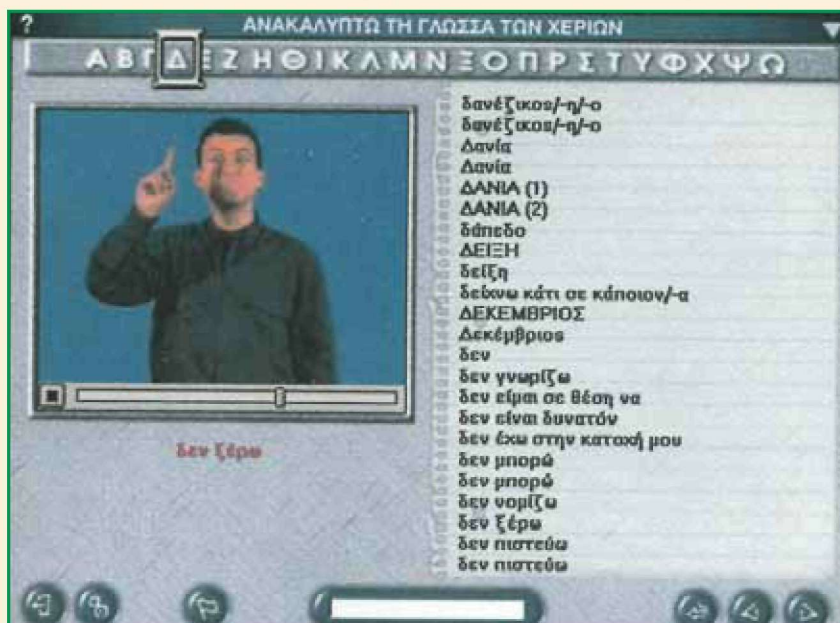 ?
ΑΝΑΚΑΛΥΠΤΩ ΤΗ ΓΛΩΣΣΑ ΤΩΝ ΧΕΡΙΩΝ
Α Β Γ Δ Ε Ζ Η Θ Ι Κ Λ Μ Ν Ξ Ο Π Ρ Σ Τ Υ Φ Χ Ψ Ω
δεν ξέρω
δανέζικος/-η/-ο
δανέζικος/-η/-ο
Δανία
Δανία
ΔΑΝΙΑ (1)
ΔΑΝΙΑ (2)
δάπεδο
ΔΕΙΞΗ
δείξη
δείχνω κάτι σε κάποιον/-α
ΔΕΚΕΜΒΡΙΟΣ
Δεκέμβριος
δεν
δεν γνωρίζω
δεν είμαι σε θέση να
δεν είναι δυνατόν
δεν έχω στην κατοχή μου
δεν μπορώ
δεν μπορώ
δεν νομίζω
δεν ξέρω
δεν πιστεύω
δεν πιστεύω